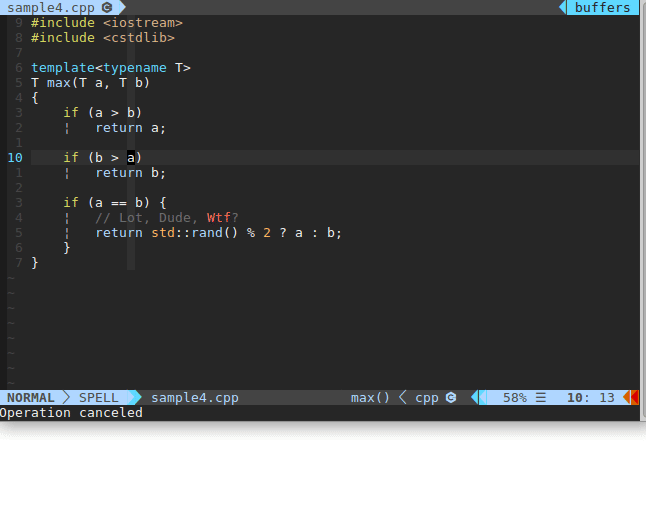 sample4.cpp buffers
9 #include <iostream>
8 #include <cstdlib>
7
6 template<typename T>
5 T max(T a, T b)
4 {
3 if (a > b)
2 ¦ return a;
1
10 if (b > a)
1 ¦ return b;
2
3 if (a == b) {
4 ¦ // Lot, Dude, Wtf?
5 ¦ return std::rand() % 2 ? a : b;
6 }
7 }
~
~
~
~
~
~
~
~
NORMAL SPELL sample4.cpp max() cpp 58% ☰ 10: 13
Operation canceled